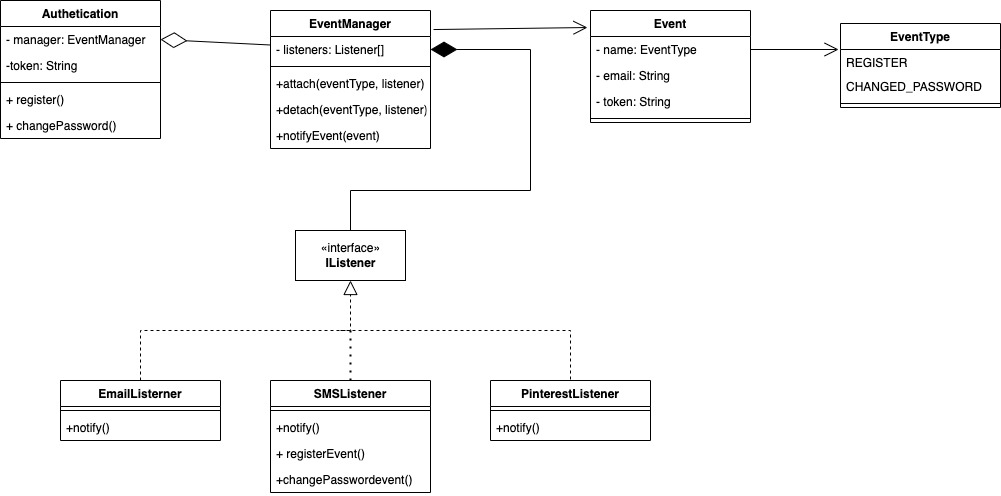 Authetication
- manager: EventManager
-token: String
+ register()
+ changePassword()
EventManager
- listeners: Listener[]
+attach(eventType, listener)
+detach(eventType, listener)
+notifyEvent(event)
Event
- name: EventType
- email: String
- token: String
EventType
REGISTER
CHANGED_PASSWORD
«interface»
IListener
EmailListerner
+notify()
SMSListener
+notify()
+ registerEvent()
+changePasswordevent()
PinterestListener
+notify()